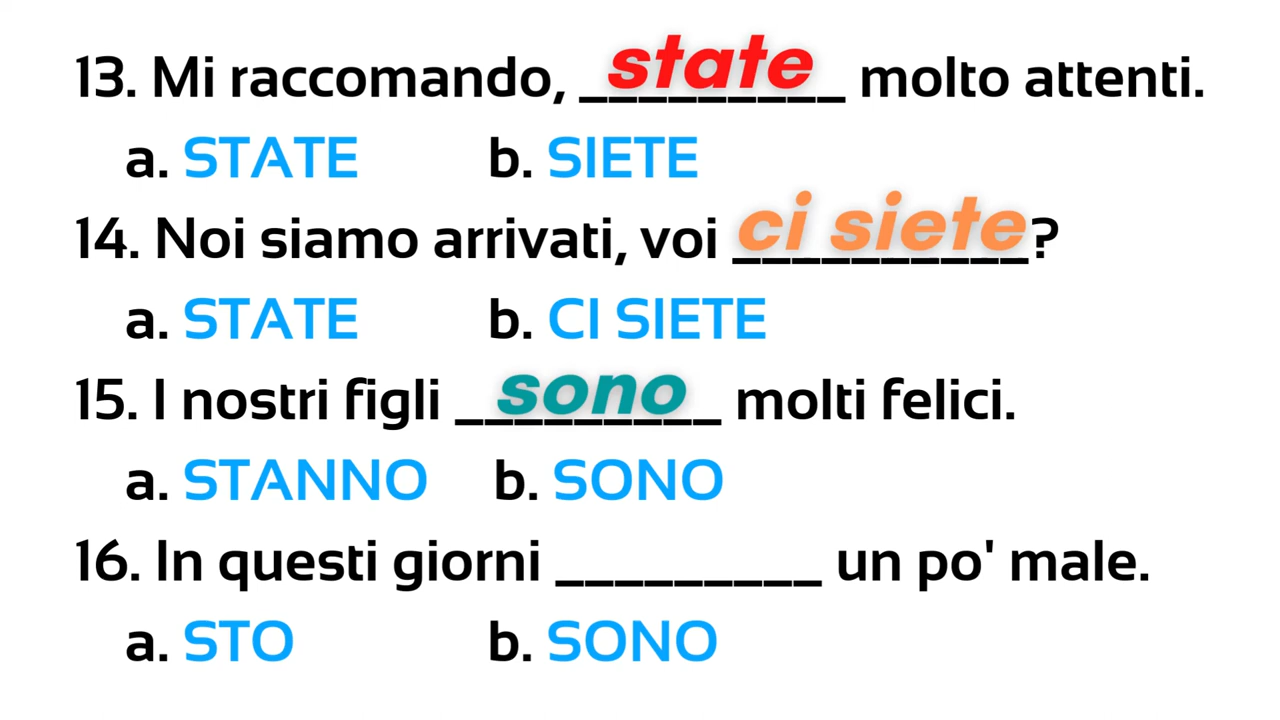 13. Mi raccomando, state molto attenti.
a. STATE b. SIETE
14. Noi siamo arrivati, voi ci siete?
a. STATE b. CI SIETE
15. I nostri figli sono molti felici.
a. STANNO b. SONO
16. In questi giorni _________ un po' male.
a. STO b. SONO